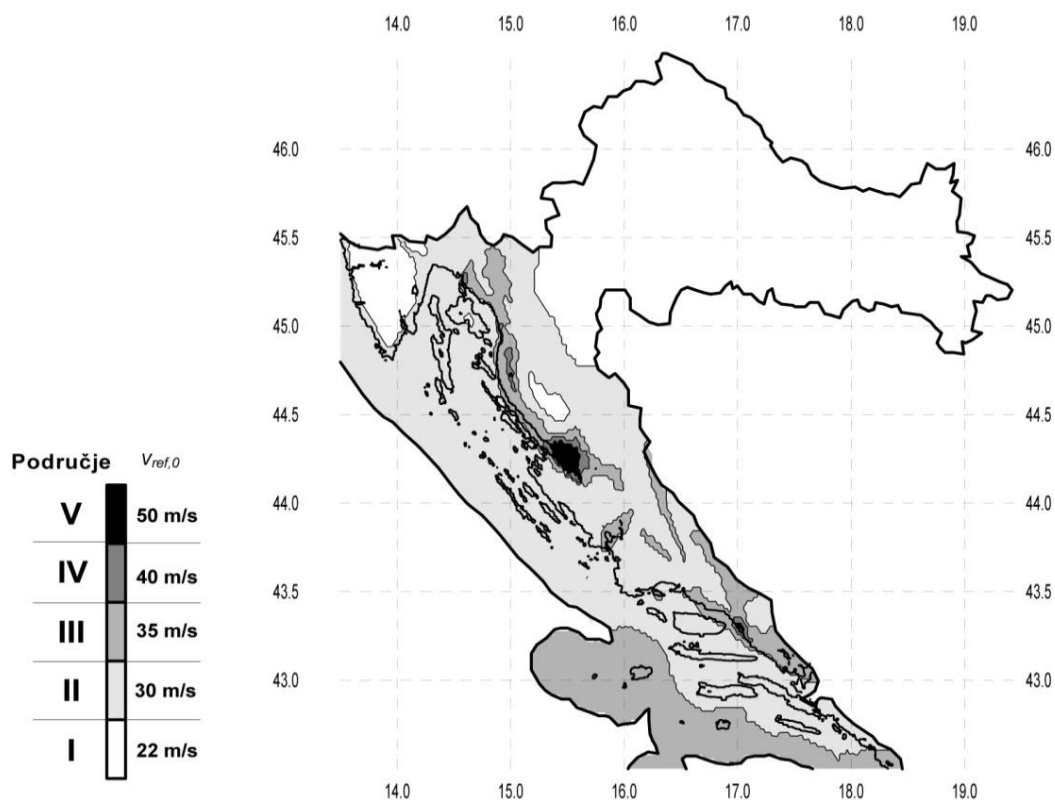 14.0 15.0 16.0 17.0 18.0 19.0
46.0 46.0
45.5 45.5
45.0 45.0
44.5 44.5
44.0 44.0
43.5 43.5
43.0 43.0
14.0 15.0 16.0 17.0 18.0 19.0
Područje Vref,0
V 50 m/s
IV 40 m/s
III 35 m/s
II 30 m/s
I 22 m/s